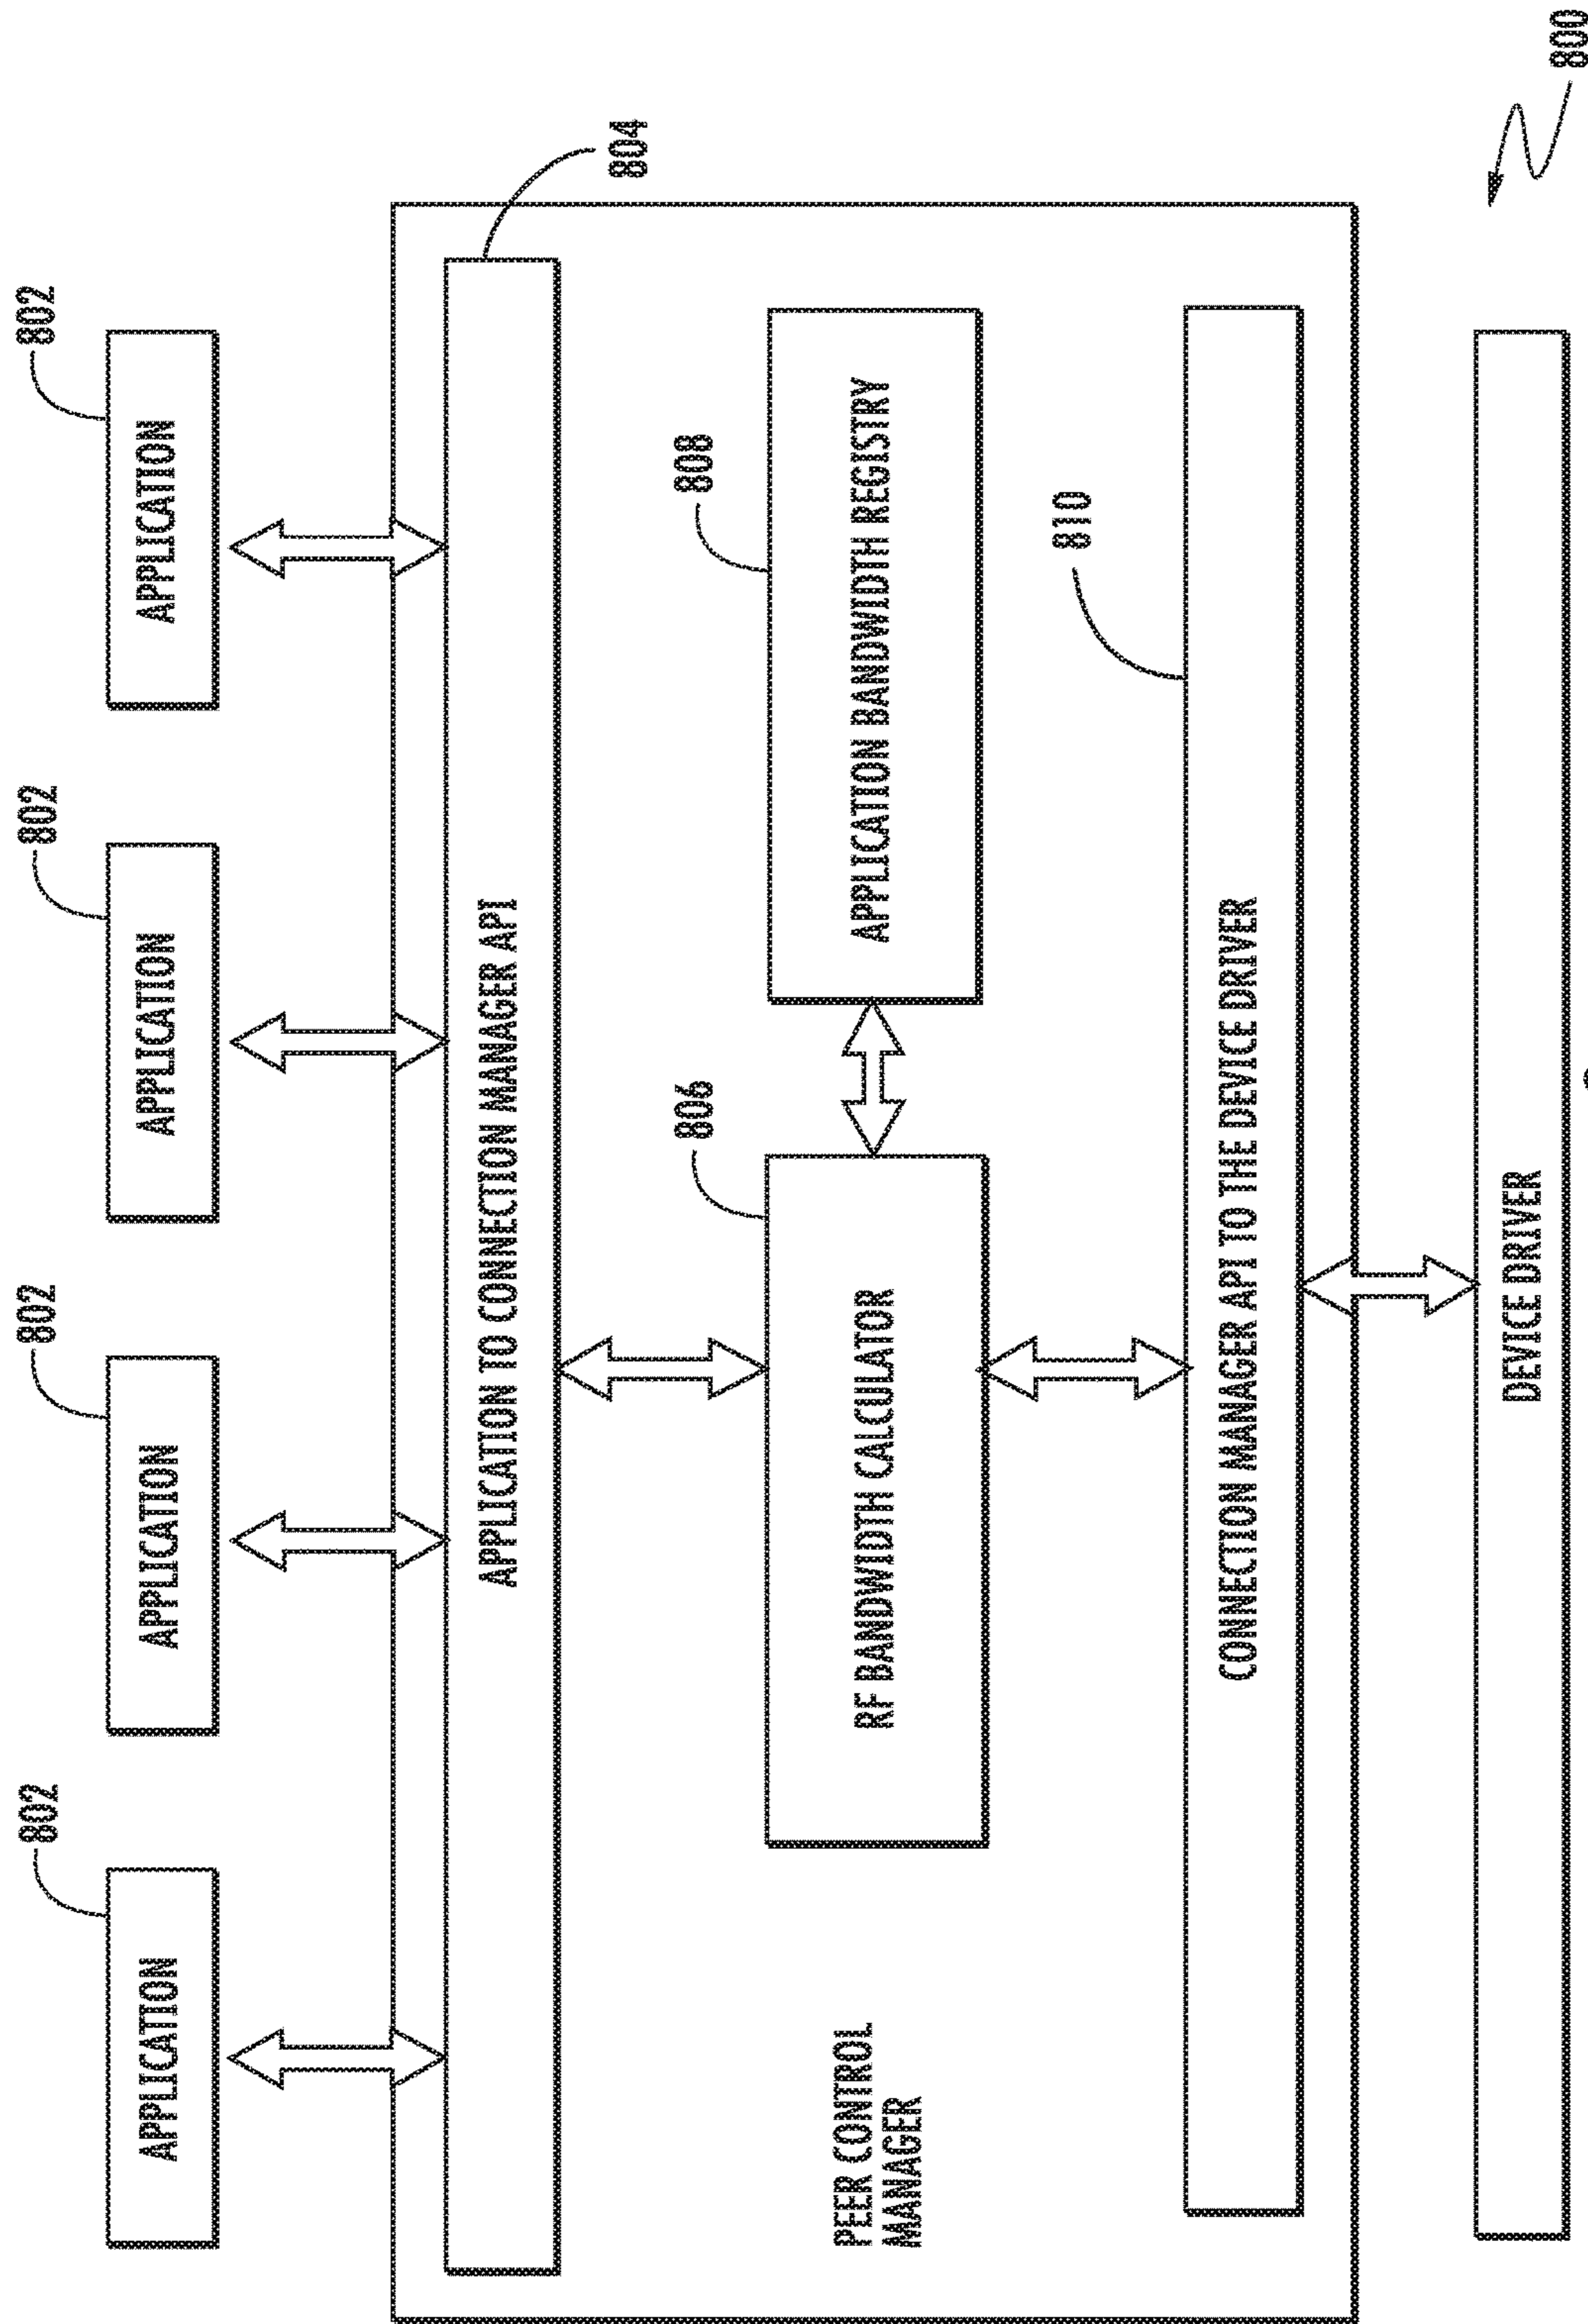 802
802
802
802
APPLICATION
APPLICATION
APPLICATION
APPLICATION
804
APPLICATION TO CONNECTION MANAGER API
806
808
PEER CONTROL
MANAGER
RF BANDWIDTH CALCULATOR
APPLICATION BANDWIDTH REGISTRY
810
CONNECTION MANAGER API TO THE DEVICE DRIVER
DEVICE DRIVER
800